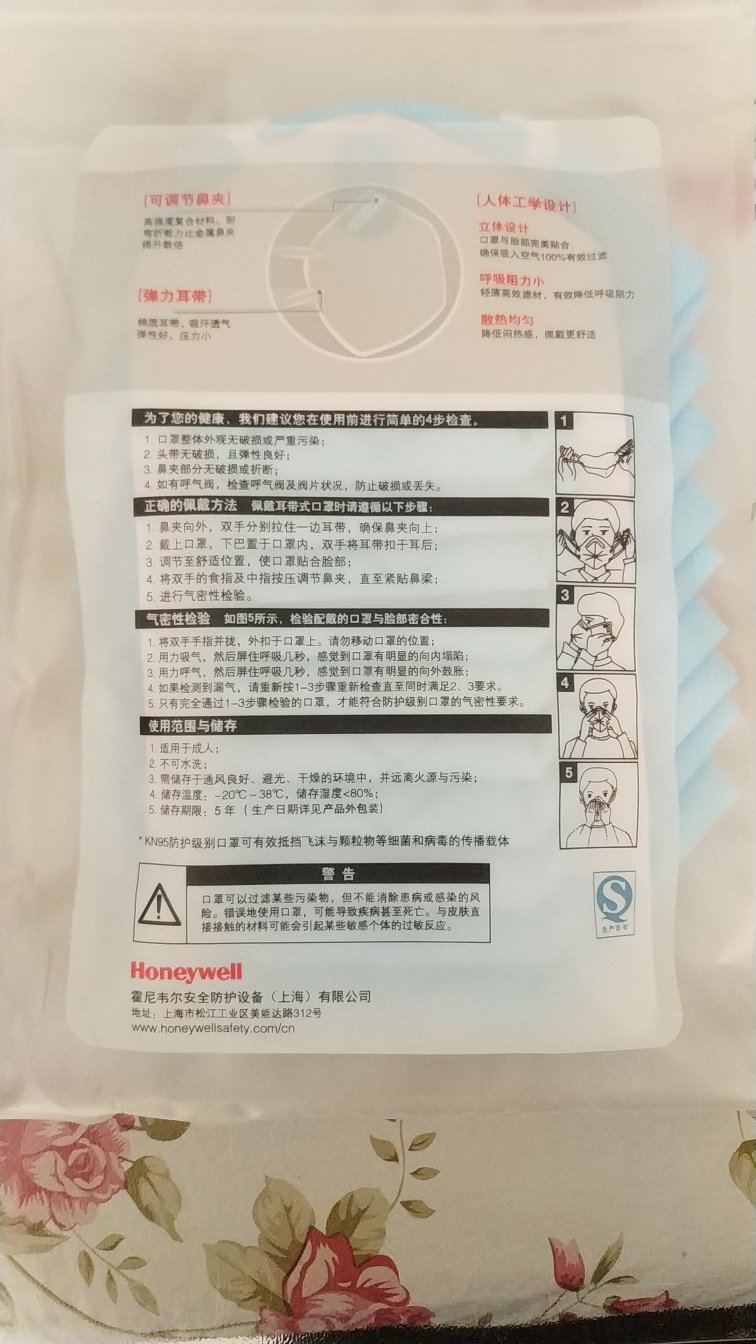 [可调节鼻夹]
高强度复合材料，耐
弯折能力比金属鼻夹
提升数倍
[弹力耳带]
棉质耳带，吸汗透气
弹性好，压力小
[人体工学设计]
立体设计
口罩与脸部完美贴合
确保吸入空气100%有效过滤
呼吸阻力小
轻薄高效滤材，有效降低呼吸阻力
散热均匀
降低闷热感，佩戴更舒适
为了您的健康，我们建议您在使用前进行简单的4步检查。
1. 口罩整体外观无破损或严重污染；
2. 头带无破损，且弹性良好；
3. 鼻夹部分无破损或折断；
4. 如有呼气阀，检查呼气阀及阀片状况，防止破损或丢失。
正确的佩戴方法 佩戴耳带式口罩时请遵循以下步骤：
1. 鼻夹向外，双手分别拉住一边耳带，确保鼻夹向上；
2. 戴上口罩，下巴置于口罩内，双手将耳带扣于耳后；
3. 调节至舒适位置，使口罩贴合脸部；
4. 将双手的食指及中指按压调节鼻夹，直至紧贴鼻梁；
5. 进行气密性检验。
气密性检验 如图5所示，检验配戴的口罩与脸部密合性：
1. 将双手手指并拢，外扣于口罩上。请勿移动口罩的位置；
2. 用力吸气，然后屏住呼吸几秒，感觉到口罩有明显的向内塌陷；
3. 用力呼气，然后屏住呼吸几秒，感觉到口罩有明显的向外鼓胀；
4. 如果检测到漏气，请重新按1-3步骤重新检查直至同时满足2、3要求。
5. 只有完全通过1-3步骤检验的口罩，才能符合防护级别口罩的气密性要求。
使用范围与储存
1. 适用于成人；
2. 不可水洗；
3. 需储存于通风良好、避光、干燥的环境中，并远离火源与污染；
4. 储存温度：-20℃~38℃，储存湿度<80%；
5. 储存期限：5 年（生产日期详见产品外包装）
*KN95防护级别口罩可有效抵挡飞沫与颗粒物等细菌和病毒的传播载体
警 告
口罩可以过滤某些污染物，但不能消除患病或感染的风
险。错误地使用口罩，可能导致疾病甚至死亡。与皮肤直
接接触的材料可能会引起某些敏感个体的过敏反应。
1
2
3
4
5
S
生产许可
Honeywell
霍尼韦尔安全防护设备（上海）有限公司
地址：上海市松江工业区美能达路312号
www.honeywellsafety.com/cn